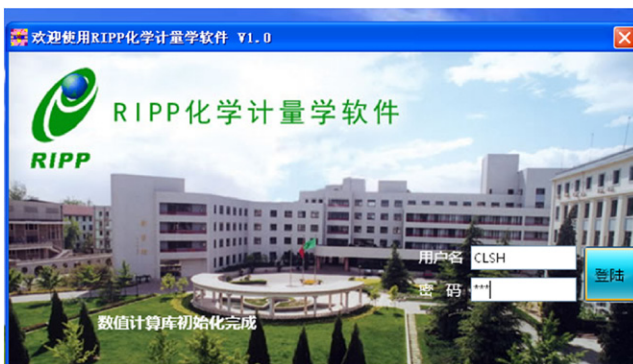 欢迎使用RIPP化学计量学软件 V1.0
RIPP化学计量学软件
RIPP
用户名 CLSH
密 码 ***
登陆
数值计算库初始化完成